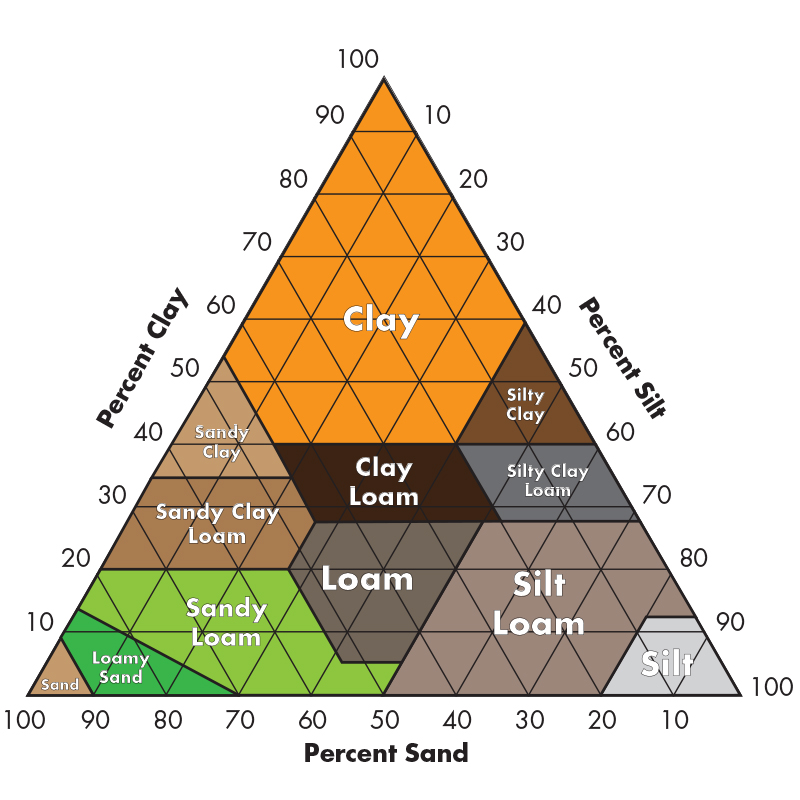 100
90 10
80 20
70 30
Percent Clay
60 40
Percent Silt
Clay
50 50
Silty
Clay
40 60
Sandy
Clay
Clay
Loam
Silty Clay
Loam
30 70
Sandy Clay
Loam
20 80
Loam
Silt
Loam
Sandy
Loam
10 90
Loamy
Sand
Silt
Sand
100
100 90 80 70 60 50 40 30 20 10
Percent Sand